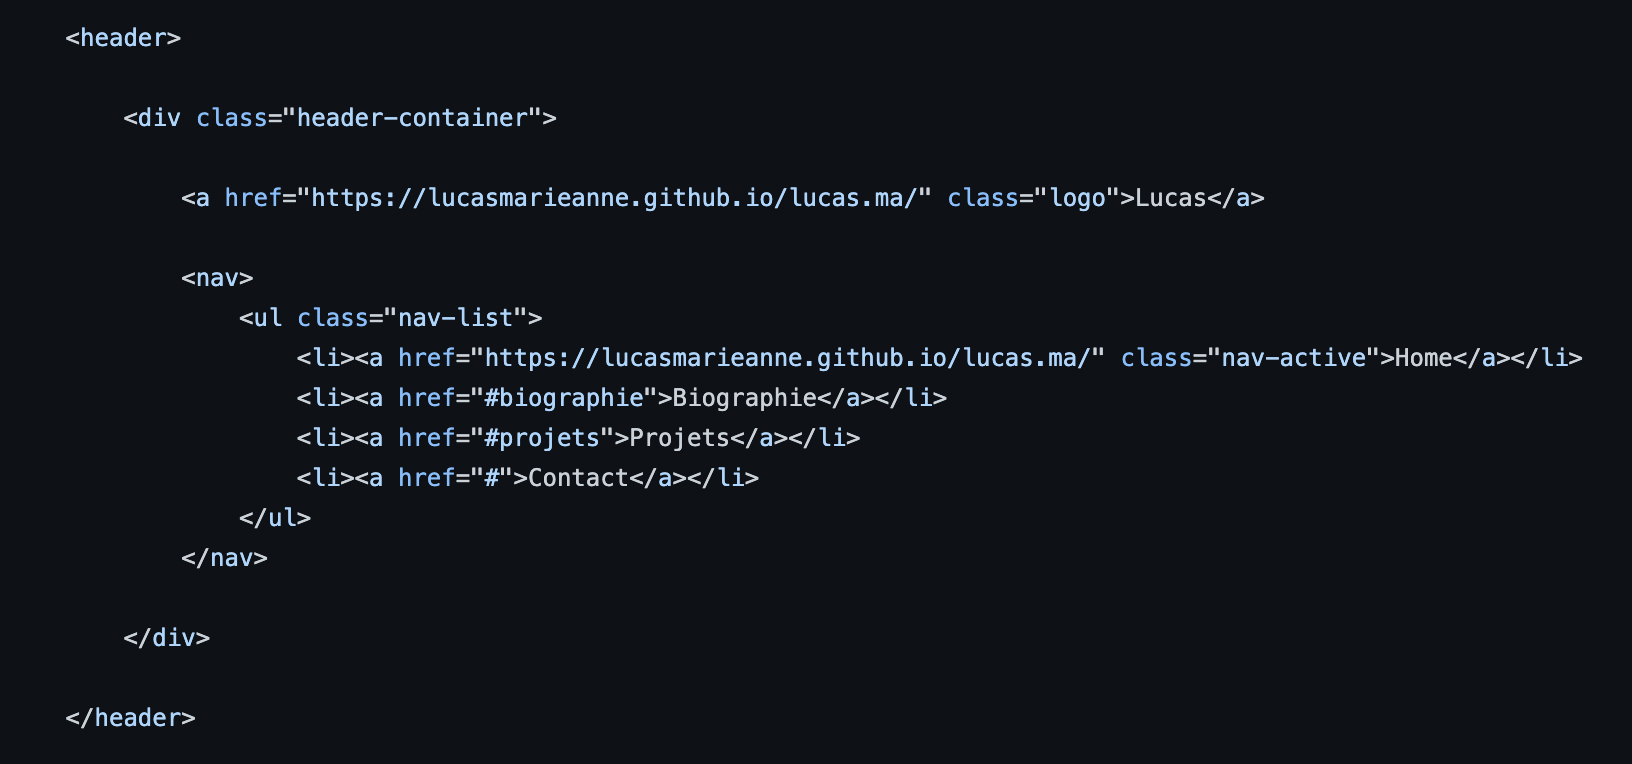 <header>
<div class="header-container">
<a href="https://lucasmarieanne.github.io/lucas.ma/" class="logo">Lucas</a>
<nav>
<ul class="nav-list">
<li><a href="https://lucasmarieanne.github.io/lucas.ma/" class="nav-active">Home</a></li>
<li><a href="#biographie">Biographie</a></li>
<li><a href="#projets">Projets</a></li>
<li><a href="#">Contact</a></li>
</ul>
</nav>
</div>
</header>